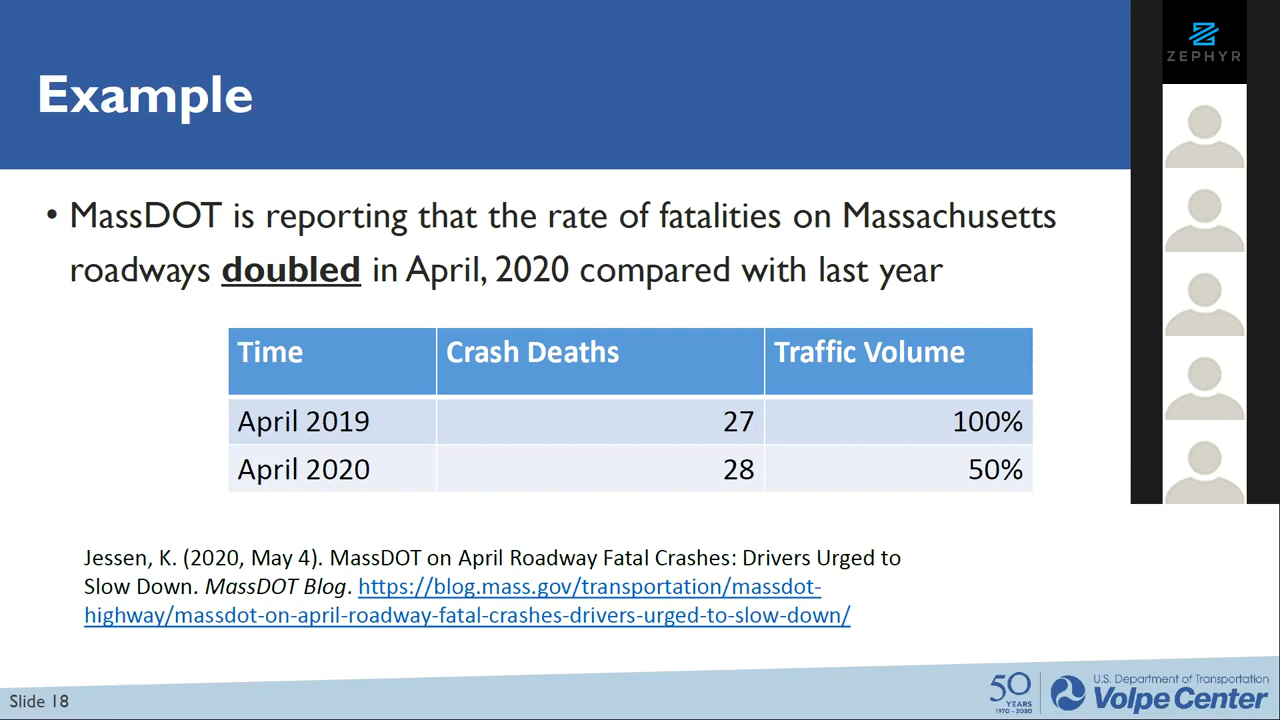 Example
ZEPHYR
• MassDOT is reporting that the rate of fatalities on Massachusetts
roadways doubled in April, 2020 compared with last year
Time Crash Deaths Traffic Volume
April 2019 27 100%
April 2020 28 50%
Jessen, K. (2020, May 4). MassDOT on April Roadway Fatal Crashes: Drivers Urged to
Slow Down. MassDOT Blog. https://blog.mass.gov/transportation/massdot-
highway/massdot-on-april-roadway-fatal-crashes-drivers-urged-to-slow-down/
Slide 18
50
YEARS
1970 - 2020
U.S. Department of Transportation
Volpe Center